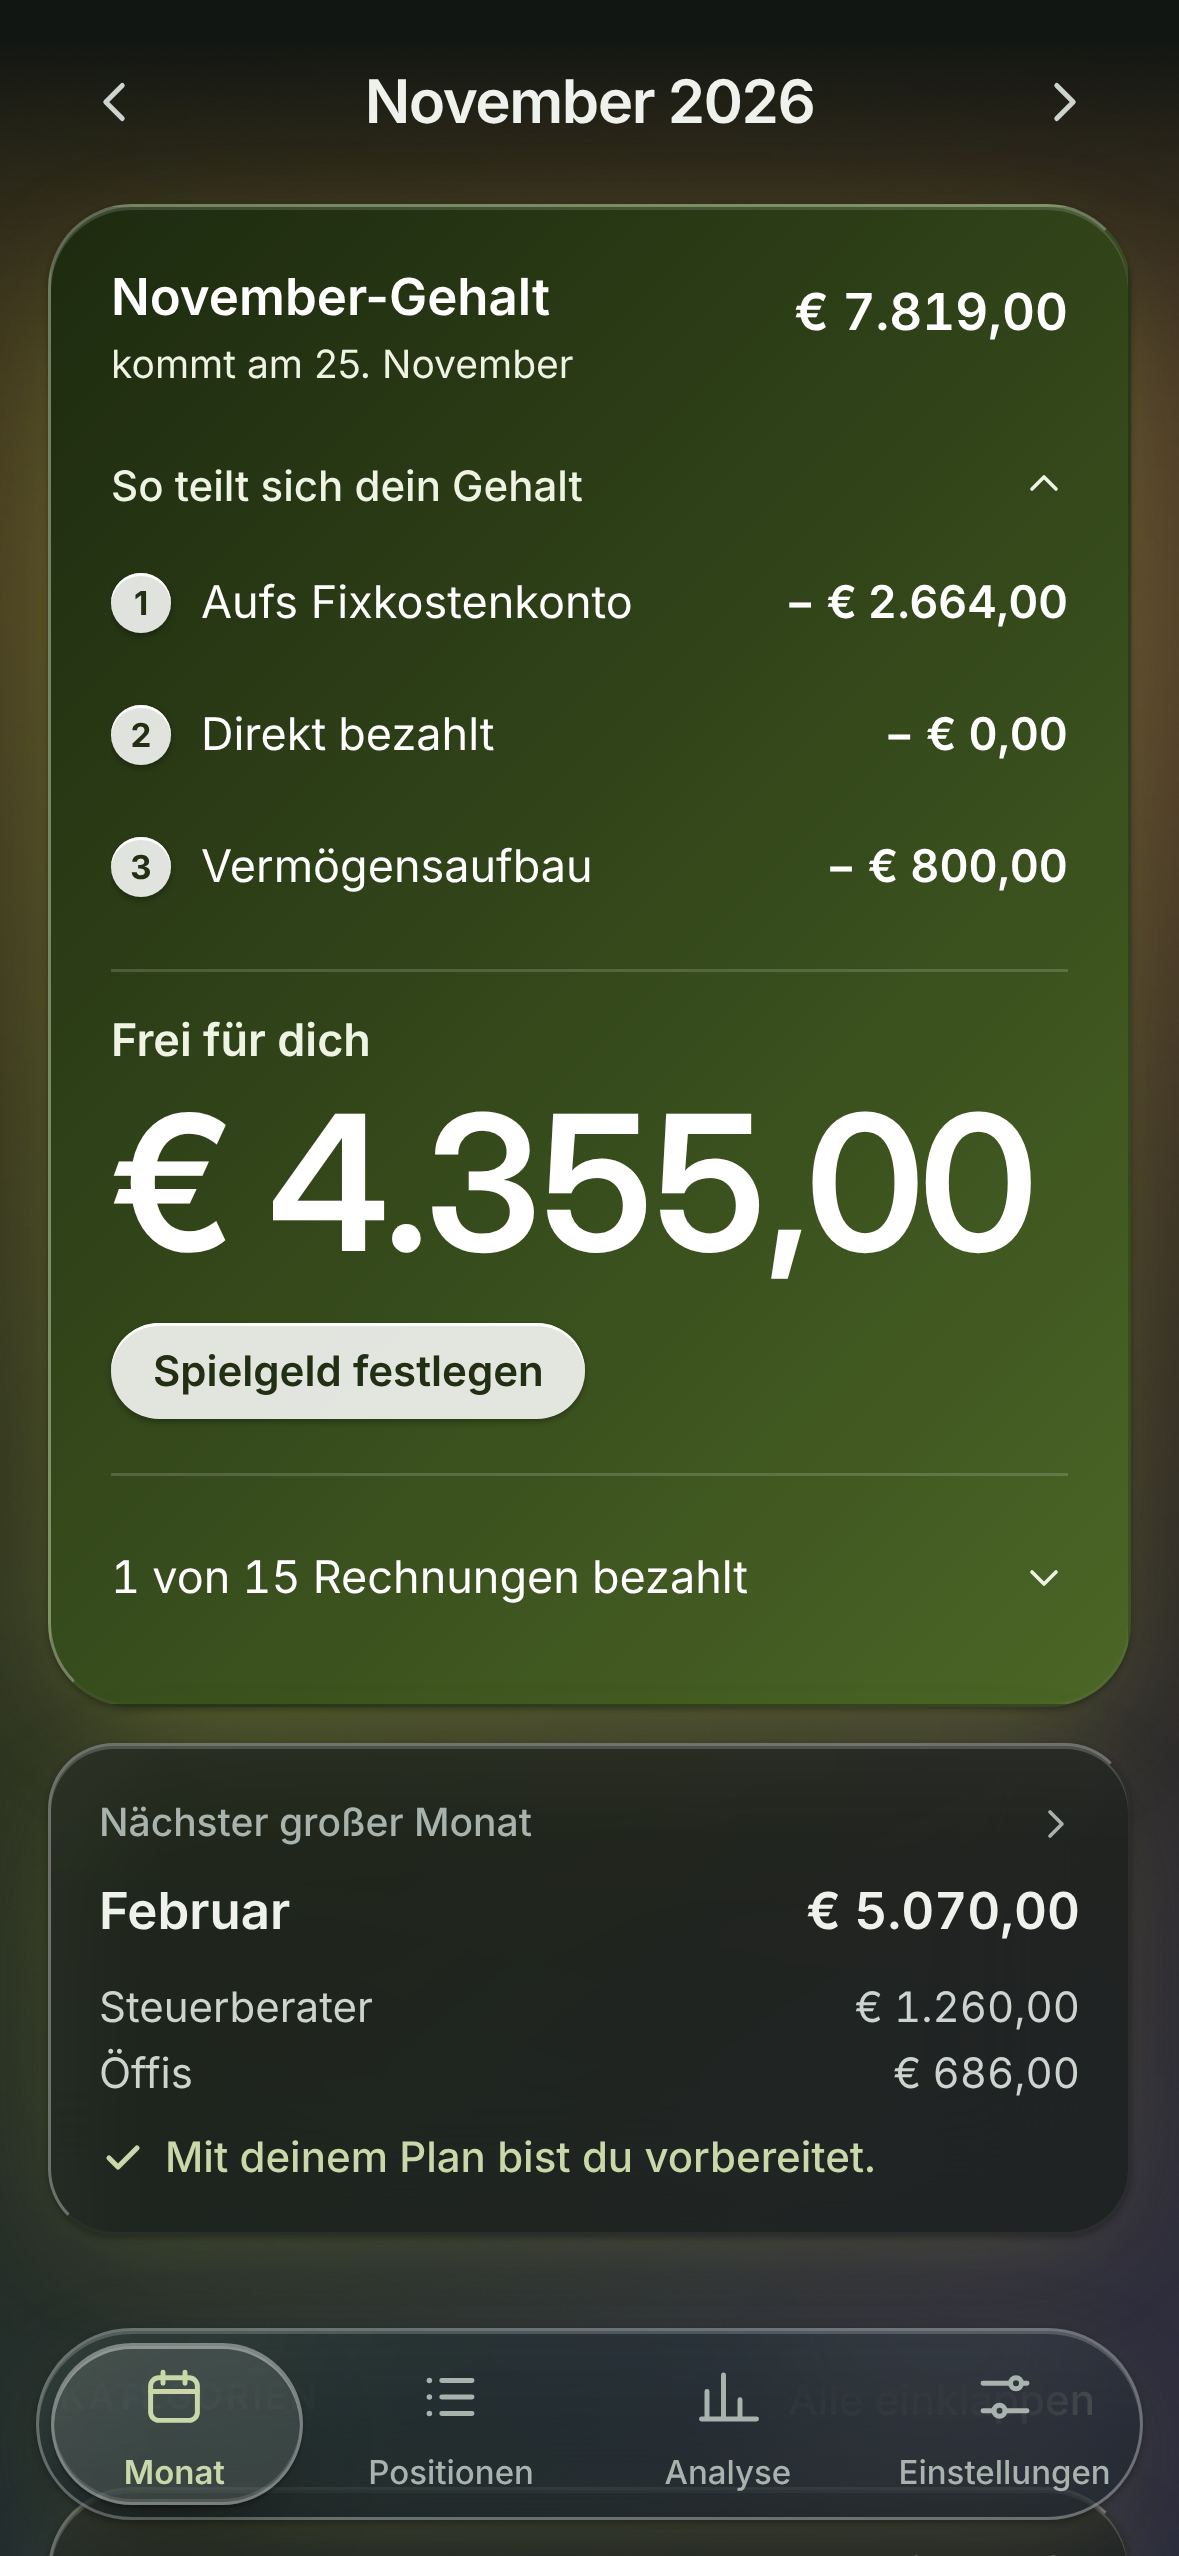 November 2026
November-Gehalt
€ 7.819,00
kommt am 25. November
So teilt sich dein Gehalt
1 Aufs Fixkostenkonto – € 2.664,00
2 Direkt bezahlt – € 0,00
3 Vermögensaufbau – € 800,00
Frei für dich
€ 4.355,00
Spielgeld festlegen
1 von 15 Rechnungen bezahlt
Nächster großer Monat
Februar € 5.070,00
Steuerberater € 1.260,00
Öffis € 686,00
Mit deinem Plan bist du vorbereitet.
Alle einklappen
Monat Positionen Analyse Einstellungen